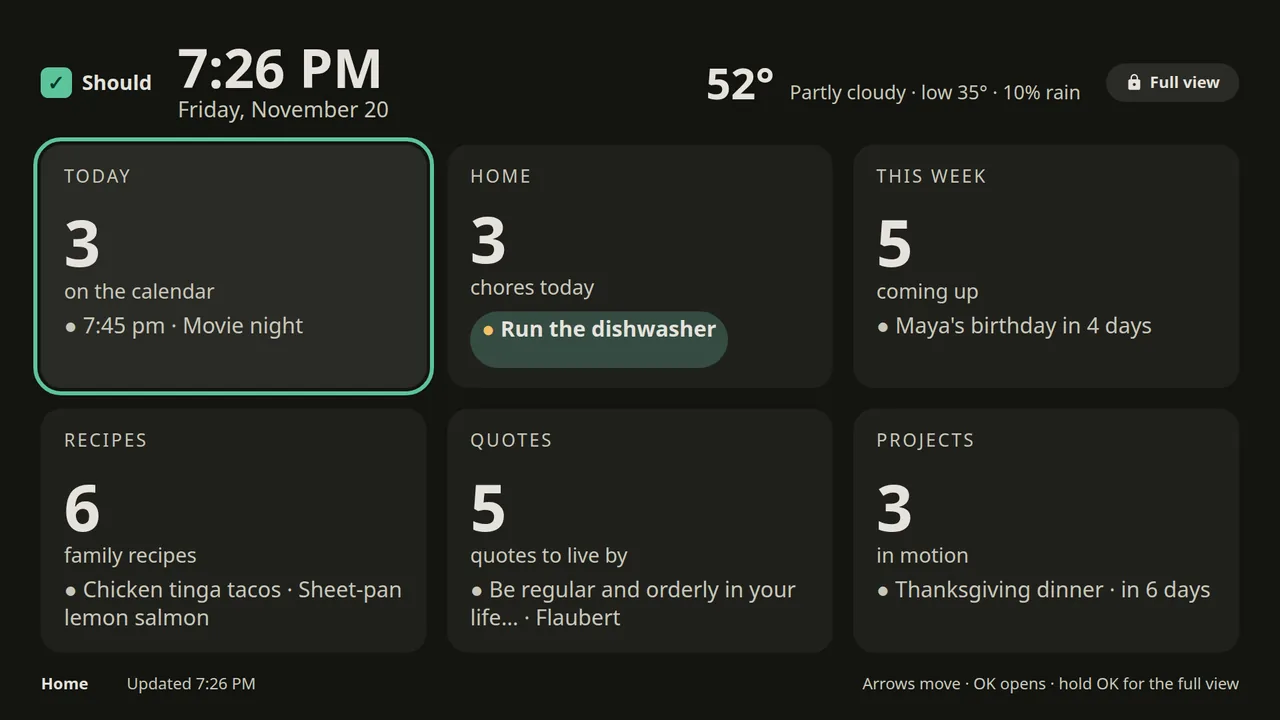 ✓ Should
7:26 PM
Friday, November 20
52° Partly cloudy · low 35° · 10% rain
Full view
TODAY
3
on the calendar
● 7:45 pm · Movie night
HOME
3
chores today
● Run the dishwasher
THIS WEEK
5
coming up
● Maya's birthday in 4 days
RECIPES
6
family recipes
● Chicken tinga tacos · Sheet-pan
lemon salmon
QUOTES
5
quotes to live by
● Be regular and orderly in your
life... · Flaubert
PROJECTS
3
in motion
● Thanksgiving dinner · in 6 days
Home Updated 7:26 PM
Arrows move · OK opens · hold OK for the full view